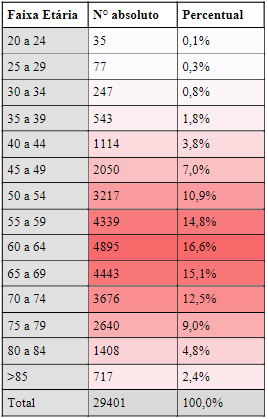 Faixa Etária N° absoluto Percentual
20 a 24 35 0,1%
25 a 29 77 0,3%
30 a 34 247 0,8%
35 a 39 543 1,8%
40 a 44 1114 3,8%
45 a 49 2050 7,0%
50 a 54 3217 10,9%
55 a 59 4339 14,8%
60 a 64 4895 16,6%
65 a 69 4443 15,1%
70 a 74 3676 12,5%
75 a 79 2640 9,0%
80 a 84 1408 4,8%
>85 717 2,4%
Total 29401 100,0%